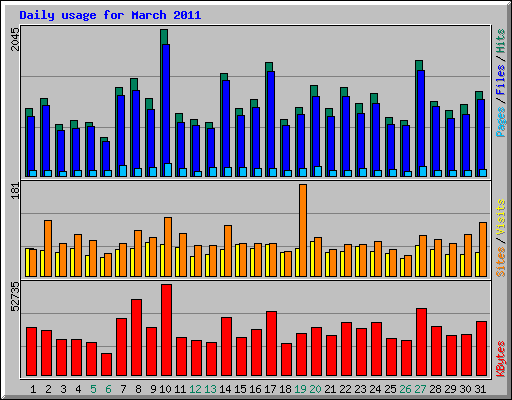 Daily usage for March 2011
2045
Pages / Files / Hits
181
Sites / Visits
52735
KBytes
1 2 3 4 5 6 7 8 9 10 11 12 13 14 15 16 17 18 19 20 21 22 23 24 25 26 27 28 29 30 31